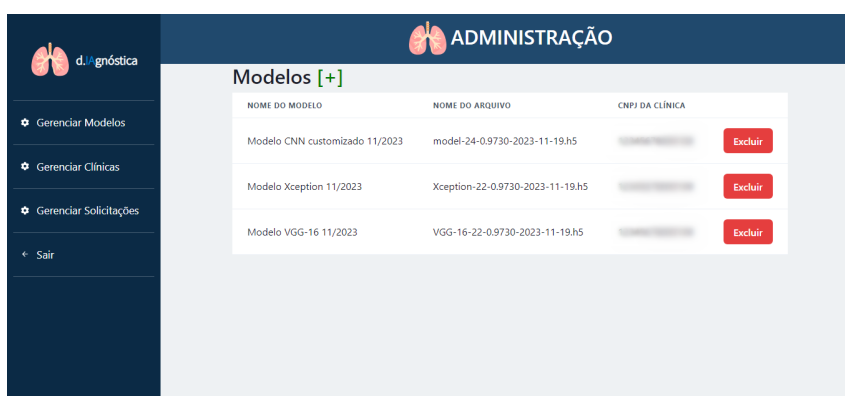 d.IAgnóstica
Gerenciar Modelos
Gerenciar Clínicas
Gerenciar Solicitações
Sair
ADMINISTRAÇÃO
Modelos [+]
NOME DO MODELO NOME DO ARQUIVO CNPJ DA CLÍNICA
Modelo CNN customizado 11/2023 model-24-0.9730-2023-11-19.h5 Excluir
Modelo Xception 11/2023 Xception-22-0.9730-2023-11-19.h5 Excluir
Modelo VGG-16 11/2023 VGG-16-22-0.9730-2023-11-19.h5 Excluir